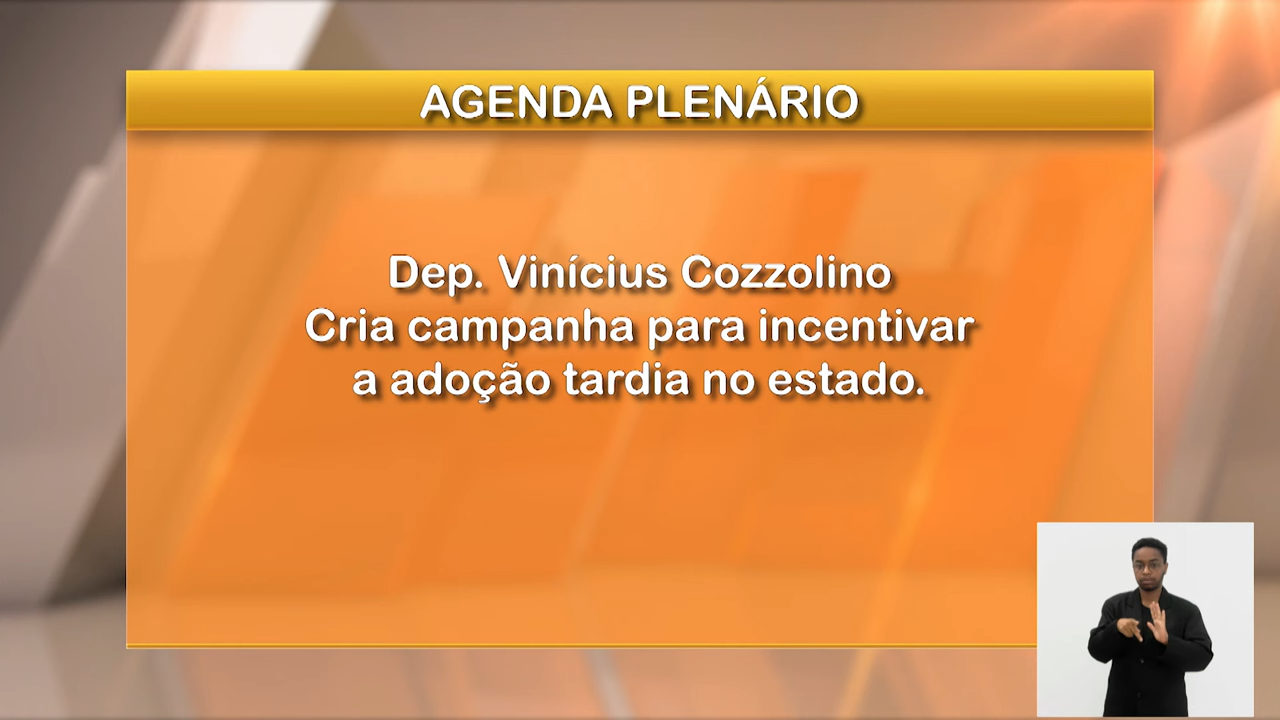 AGENDA PLENÁRIO
Dep. Vinícius Cozzolino
Cria campanha para incentivar
a adoção tardia no estado.